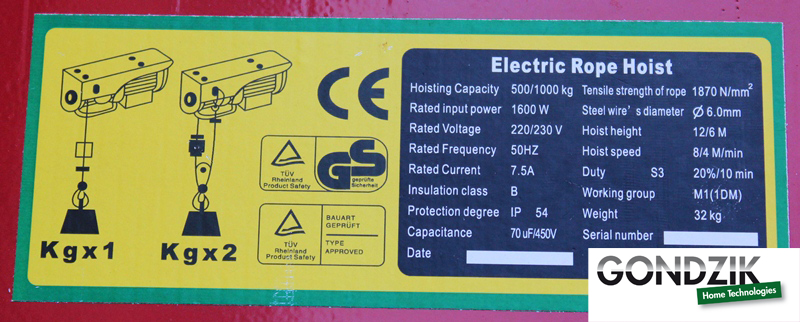 Kgx1
Kgx2
CE
TÜV
Rheinland
Product Safety
GS
geprüfte
Sicherheit
TÜV
Rheinland
Product Safety
BAUART
GEPRÜFT
TYPE
APPROVED
Electric Rope Hoist
Hoisting Capacity 500/1000 kg Tensile strength of rope 1870 N/mm²
Rated input power 1600 W Steel wire's diameter Ø 6.0mm
Rated Voltage 220/230 V Hoist height 12/6 M
Rated Frequency 50HZ Hoist speed 8/4 M/min
Rated Current 7.5A Duty S3 20%/10 min
Insulation class B Working group M1(1DM)
Protection degree IP 54 Weight 32 kg
Capacitance 70 uF/450V Serial number
Date
GONDZIK
Home Technologies